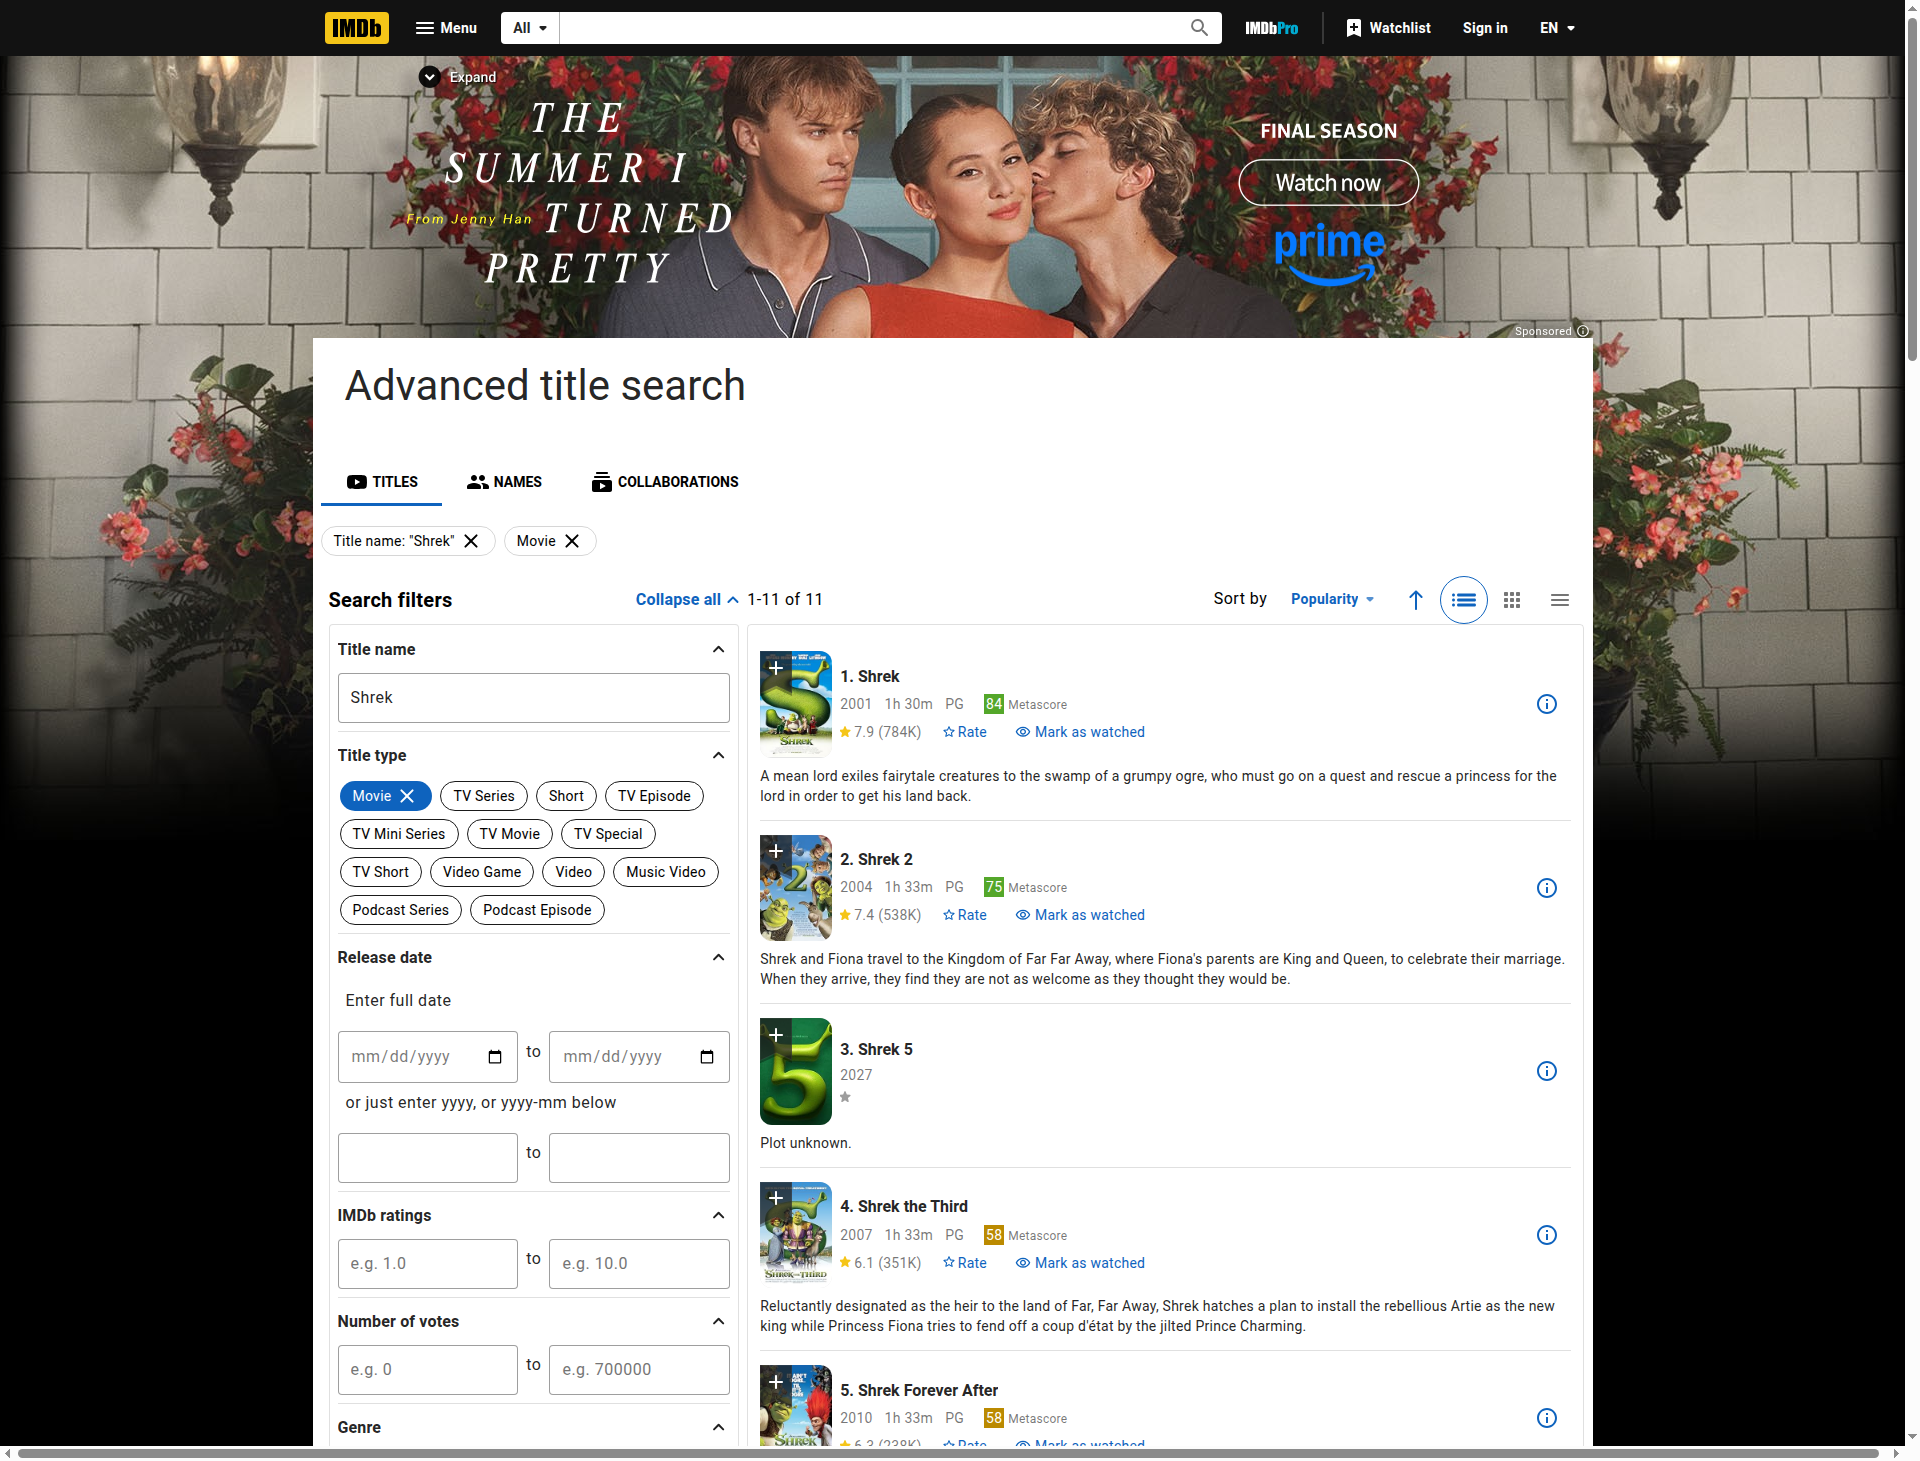 IMDb
Menu
All
IMDbPro
Watchlist
Sign in
EN
Expand
THE
SUMMER I
From Jenny Han TURNED
PRETTY
FINAL SEASON
Watch now
prime
Sponsored
Advanced title search
TITLES
NAMES
COLLABORATIONS
Title name: "Shrek"
Movie
Search filters
Collapse all
1-11 of 11
Sort by
Popularity
Title name
Shrek
Title type
Movie
TV Series
Short
TV Episode
TV Mini Series
TV Movie
TV Special
TV Short
Video Game
Video
Music Video
Podcast Series
Podcast Episode
Release date
Enter full date
mm/dd/yyyy
to
mm/dd/yyyy
or just enter yyyy, or yyyy-mm below
to
IMDb ratings
e.g. 1.0
to
e.g. 10.0
Number of votes
e.g. 0
to
e.g. 700000
Genre
SHREK
1. Shrek
2001 1h 30m PG 84 Metascore
7.9 (784K) Rate Mark as watched
A mean lord exiles fairytale creatures to the swamp of a grumpy ogre, who must go on a quest and rescue a princess for the
lord in order to get his land back.
2
2. Shrek 2
2004 1h 33m PG 75 Metascore
7.4 (538K) Rate Mark as watched
Shrek and Fiona travel to the Kingdom of Far Far Away, where Fiona's parents are King and Queen, to celebrate their marriage.
When they arrive, they find they are not as welcome as they thought they would be.
5
3. Shrek 5
2027
Plot unknown.
SHREK THE THIRD
4. Shrek the Third
2007 1h 33m PG 58 Metascore
6.1 (351K) Rate Mark as watched
Reluctantly designated as the heir to the land of Far, Far Away, Shrek hatches a plan to install the rebellious Artie as the new
king while Princess Fiona tries to fend off a coup d'état by the jilted Prince Charming.
SHREK
5. Shrek Forever After
2010 1h 33m PG 58 Metascore
6.3 (238K) Rate Mark as watched